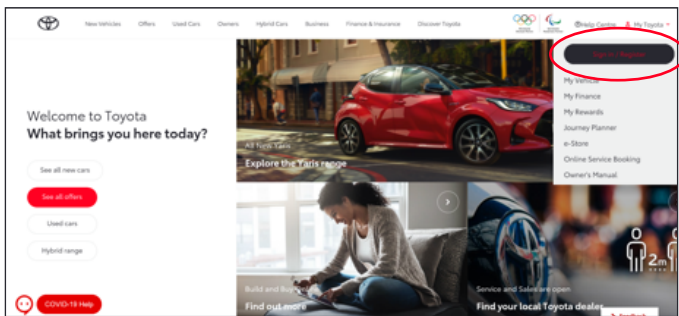 New Vehicles Offers Used Cars Owners Hybrid Cars Business Finance & Insurance Discover Toyota Help Centre My Toyota
Sign In / Register
My Vehicle
My Finance
My Rewards
Journey Planner
e-Store
Online Service Booking
Owner's Manual
Welcome to Toyota
What brings you here today?
See all new cars
See all offers
Used cars
Hybrid range
All New Yaris
Explore the Yaris range
Build and Buy Online
Find out more
Service and Sales are open
Find your local Toyota dealer
2m
COVID-19 Help